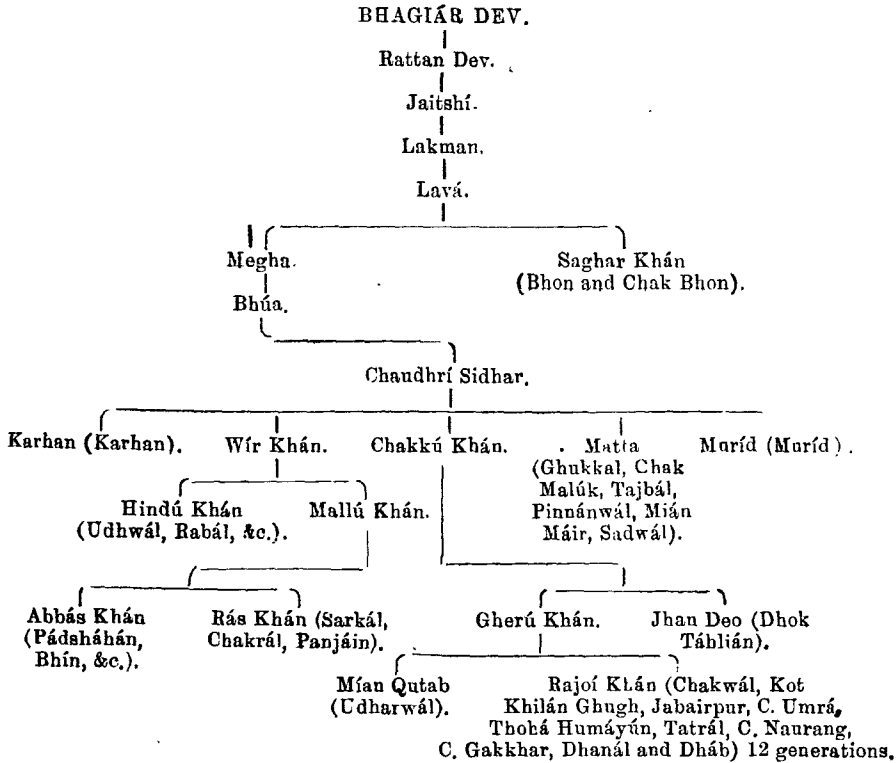 BHAGIÁR DEV.
Rattan Dev.
Jaitshí.
Lakman.
Lavá.
Megha.
Saghar Khán
(Bhon and Chak Bhon).
Bhúa.
Chaudhrí Sidhar.
Karhan (Karhan).
Wír Khán.
Chakkú Khán.
Matta
(Ghukkal, Chak
Malúk, Tajbál,
Pinnánwál, Mián
Máir, Sadwál).
Muríd (Muríd).
Hindú Khán
(Udhwál, Rabál, &c.).
Mallú Khán.
Abbás Khán
(Pádsháhán,
Bhín, &c.).
Rás Khán (Sarkál,
Chakrál, Panjáin).
Gherú Khán.
Jhan Deo (Dhok
Táhlián).
Mían Qutab
(Udharwál).
Rajoí Khán (Chakwál, Kot
Khilán Ghugh, Jabairpur, C. Umrá,
Thohá Humáyún, Tatrál, C. Naurang,
C. Gakkhar, Dhanál and Dháb) 12 generations.